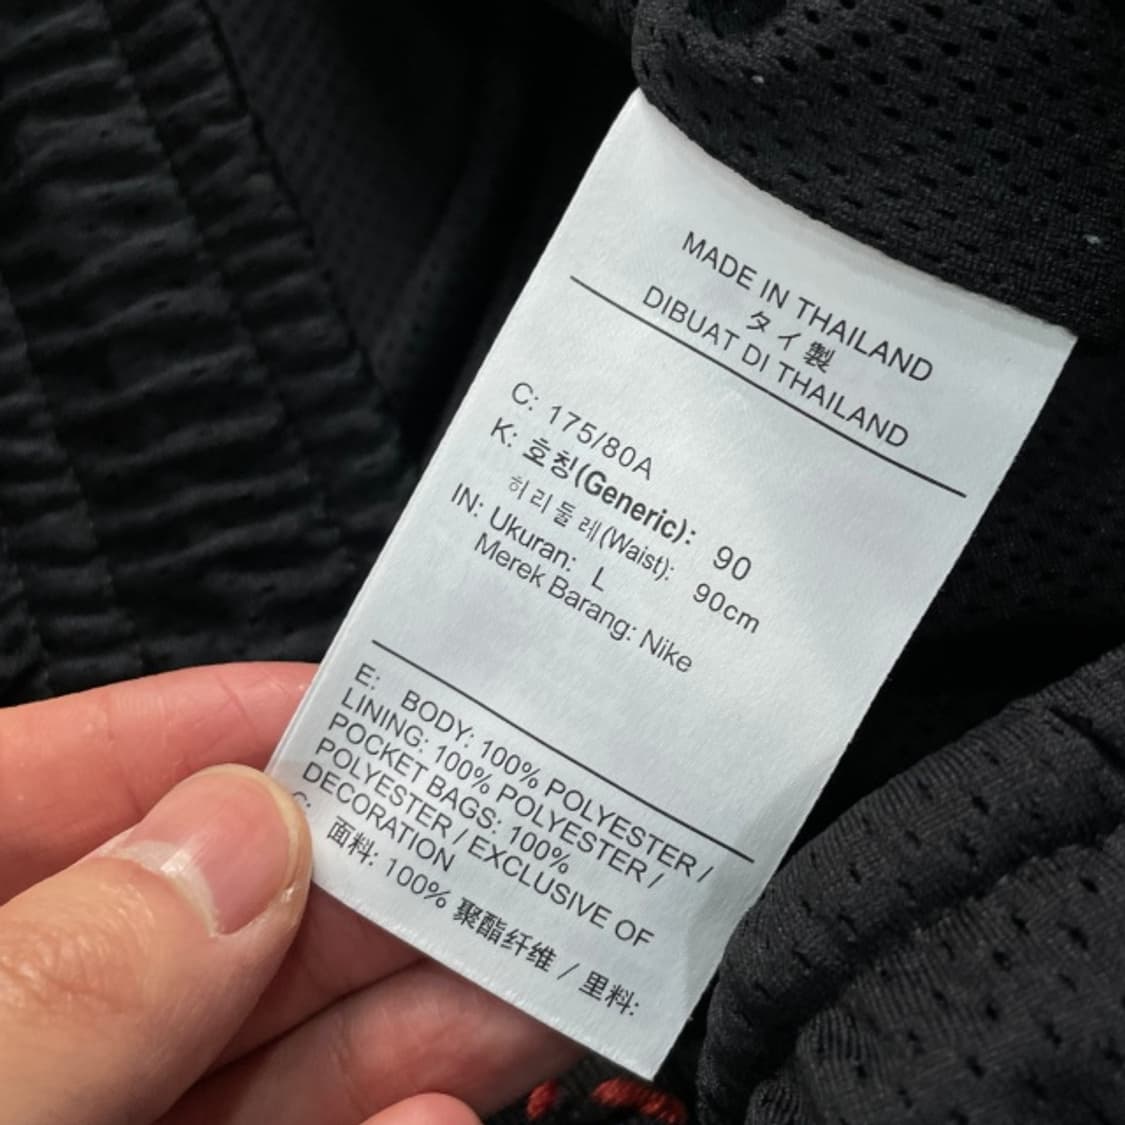 MADE IN THAILAND
タイ製
DIBUAT DI THAILAND
C: 175/80A
K: 호칭(Generic): 90
허리둘레(Waist): 90cm
IN: Ukuran: L
Merek Barang: Nike
E: BODY: 100% POLYESTER /
LINING: 100% POLYESTER /
POCKET BAGS: 100%
POLYESTER / EXCLUSIVE OF
DECORATION
C: 面料: 100% 聚酯纤维 / 里料: